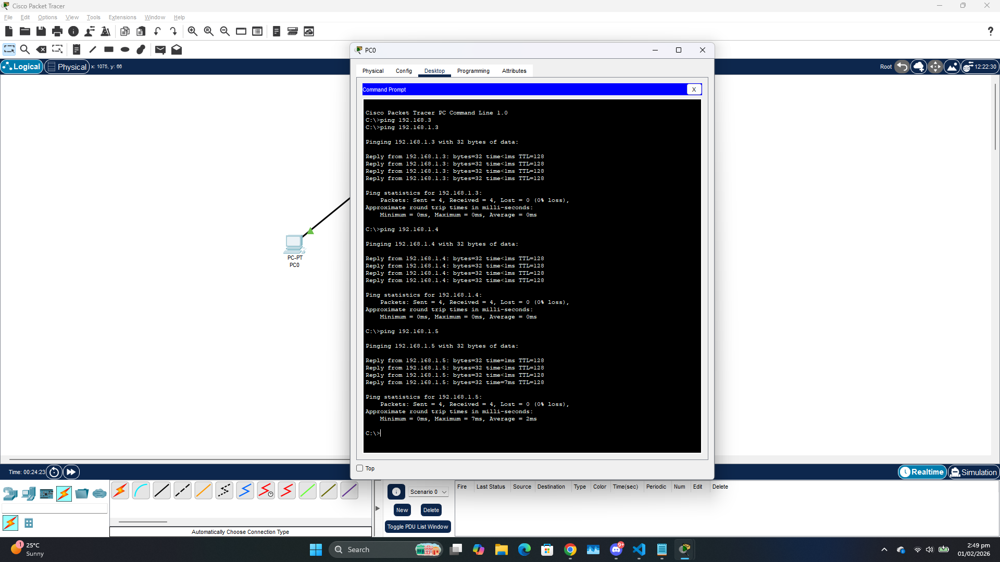 Cisco Packet Tracer
File Edit Options View Tools Extensions Window Help
Logical Physical x: 1075, y: 66 Root 12:22:30
PC0
Physical Config Desktop Programming Attributes
Command Prompt X
Cisco Packet Tracer PC Command Line 1.0
C:\>ping 192.168.3
C:\>ping 192.168.1.3
Pinging 192.168.1.3 with 32 bytes of data:
Reply from 192.168.1.3: bytes=32 time<1ms TTL=128
Reply from 192.168.1.3: bytes=32 time<1ms TTL=128
Reply from 192.168.1.3: bytes=32 time<1ms TTL=128
Reply from 192.168.1.3: bytes=32 time<1ms TTL=128
Ping statistics for 192.168.1.3:
Packets: Sent = 4, Received = 4, Lost = 0 (0% loss),
Approximate round trip times in milli-seconds:
Minimum = 0ms, Maximum = 0ms, Average = 0ms
C:\>ping 192.168.1.4
Pinging 192.168.1.4 with 32 bytes of data:
Reply from 192.168.1.4: bytes=32 time<1ms TTL=128
Reply from 192.168.1.4: bytes=32 time<1ms TTL=128
Reply from 192.168.1.4: bytes=32 time<1ms TTL=128
Reply from 192.168.1.4: bytes=32 time<1ms TTL=128
Ping statistics for 192.168.1.4:
Packets: Sent = 4, Received = 4, Lost = 0 (0% loss),
Approximate round trip times in milli-seconds:
Minimum = 0ms, Maximum = 0ms, Average = 0ms
C:\>ping 192.168.1.5
Pinging 192.168.1.5 with 32 bytes of data:
Reply from 192.168.1.5: bytes=32 time=1ms TTL=128
Reply from 192.168.1.5: bytes=32 time<1ms TTL=128
Reply from 192.168.1.5: bytes=32 time<1ms TTL=128
Reply from 192.168.1.5: bytes=32 time=7ms TTL=128
Ping statistics for 192.168.1.5:
Packets: Sent = 4, Received = 4, Lost = 0 (0% loss),
Approximate round trip times in milli-seconds:
Minimum = 0ms, Maximum = 7ms, Average = 2ms
C:\>
Top
PC-PT
PC0
Time: 00:24:23 Realtime Simulation
Scenario 0
New Delete
Toggle PDU List Window
Fire Last Status Source Destination Type Color Time(sec) Periodic Num Edit Delete
Automatically Choose Connection Type
1
25°C
Sunny
Search
9+
2:49 pm
01/02/2026